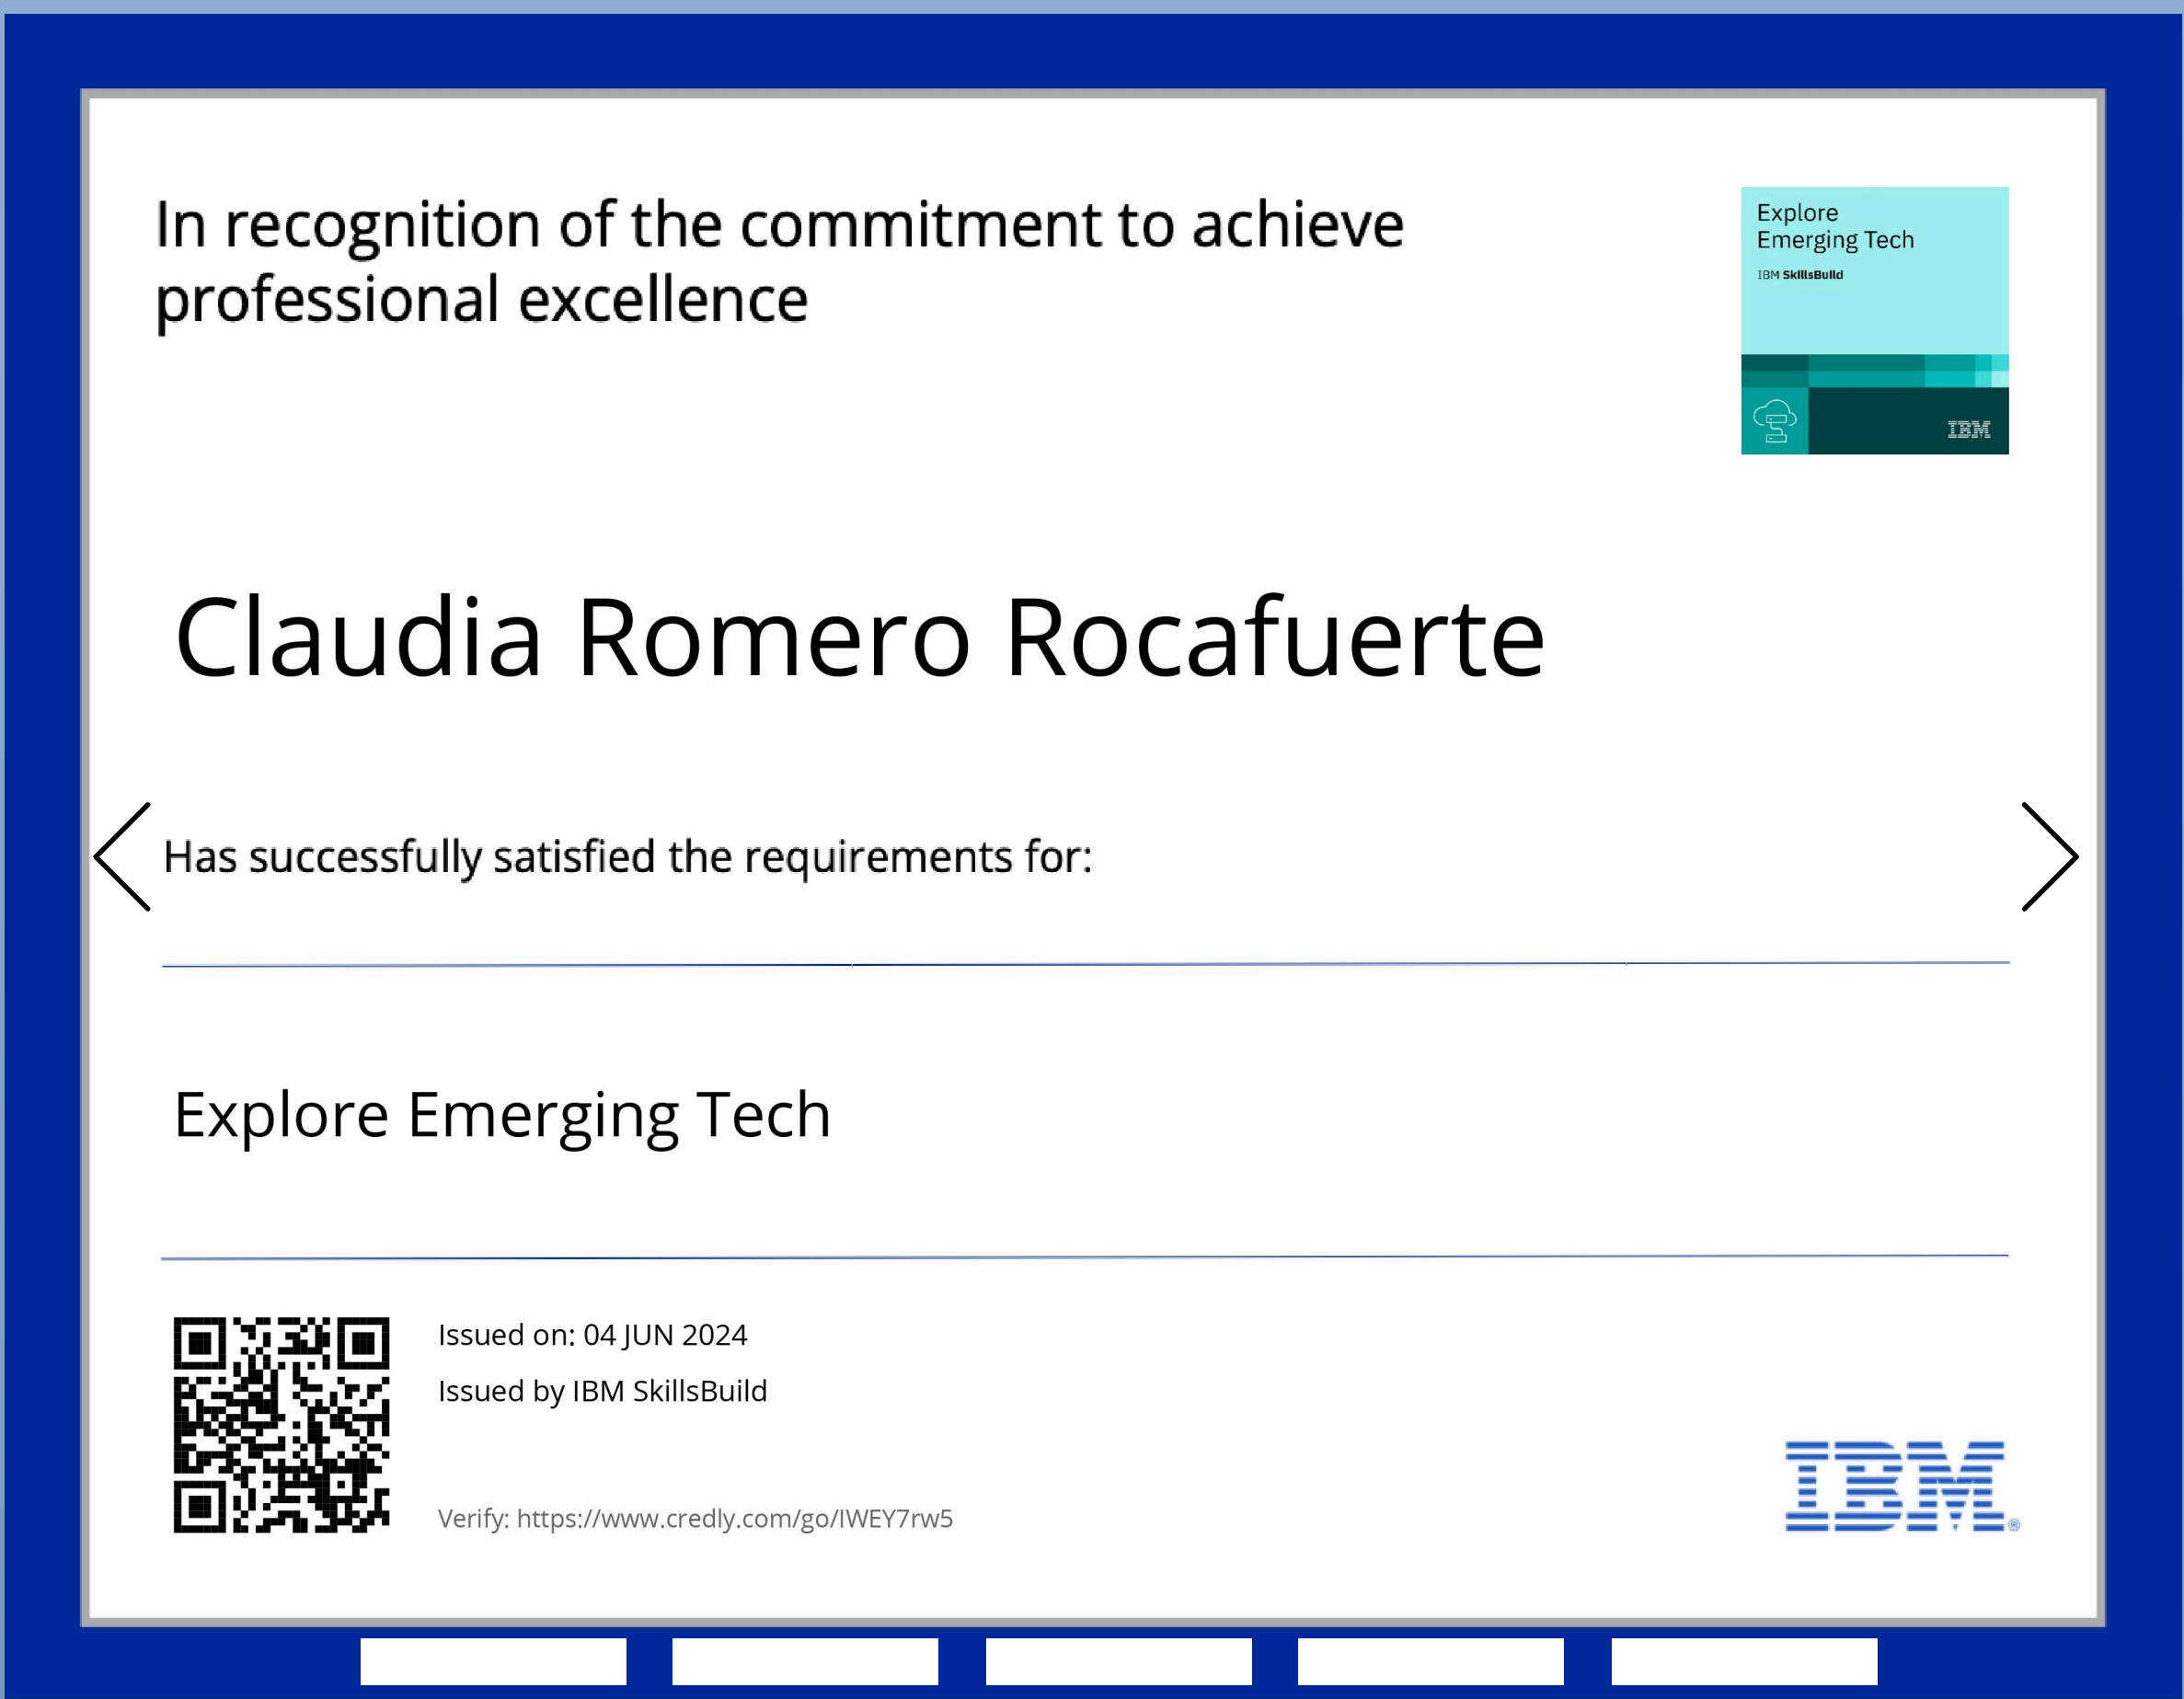 In recognition of the commitment to achieve
professional excellence
Explore
Emerging Tech
IBM SkillsBuild
IBM
Claudia Romero Rocafuerte
Has successfully satisfied the requirements for:
Explore Emerging Tech
Issued on: 04 JUN 2024
Issued by IBM SkillsBuild
Verify: https://www.credly.com/go/IWEY7rw5
IBM®